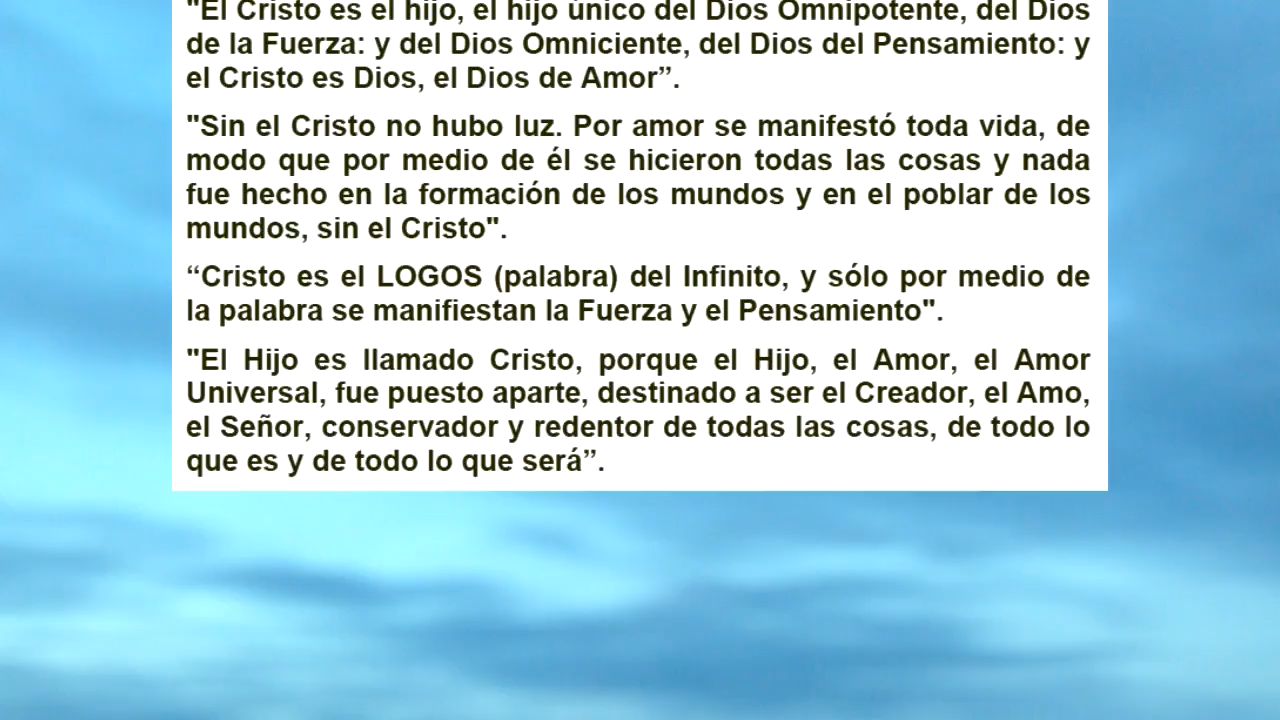 "El Cristo es el hijo, el hijo único del Dios Omnipotente, del Dios
de la Fuerza: y del Dios Omniciente, del Dios del Pensamiento: y
el Cristo es Dios, el Dios de Amor”.
"Sin el Cristo no hubo luz. Por amor se manifestó toda vida, de
modo que por medio de él se hicieron todas las cosas y nada
fue hecho en la formación de los mundos y en el poblar de los
mundos, sin el Cristo".
“Cristo es el LOGOS (palabra) del Infinito, y sólo por medio de
la palabra se manifiestan la Fuerza y el Pensamiento".
"El Hijo es llamado Cristo, porque el Hijo, el Amor, el Amor
Universal, fue puesto aparte, destinado a ser el Creador, el Amo,
el Señor, conservador y redentor de todas las cosas, de todo lo
que es y de todo lo que será”.